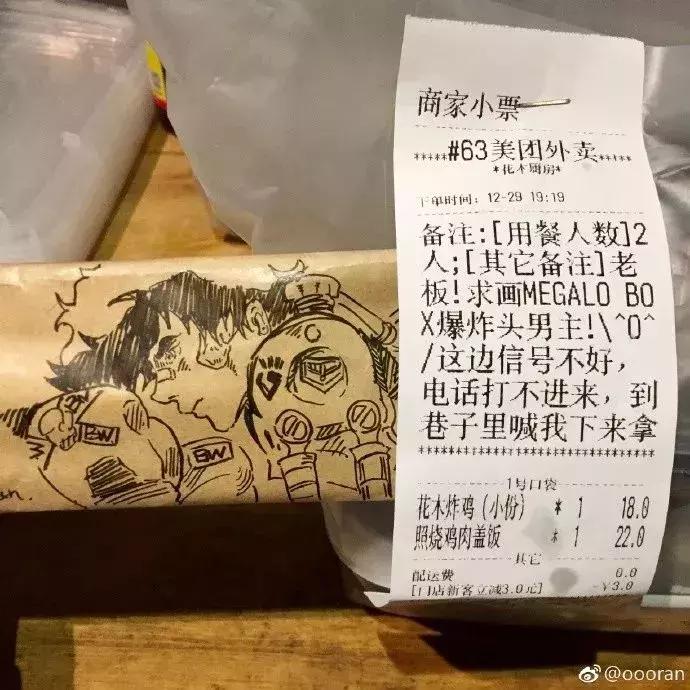 商家小票
*****#63美团外卖*****
*花木厨房*
下单时间：12-29 19:19
备注:[用餐人数]2
人;[其它备注]老
板!求画MEGALO BO
X爆炸头男主!\^O^
/这边信号不好，
电话打不进来，到
巷子里喊我下来拿
1号口袋
花木炸鸡(小份) * 1 18.0
照烧鸡肉盖饭 * 1 22.0
其它
配送费 0.0
[门店新客立减3.0元] -￥3.0
BW
BW
@oooran